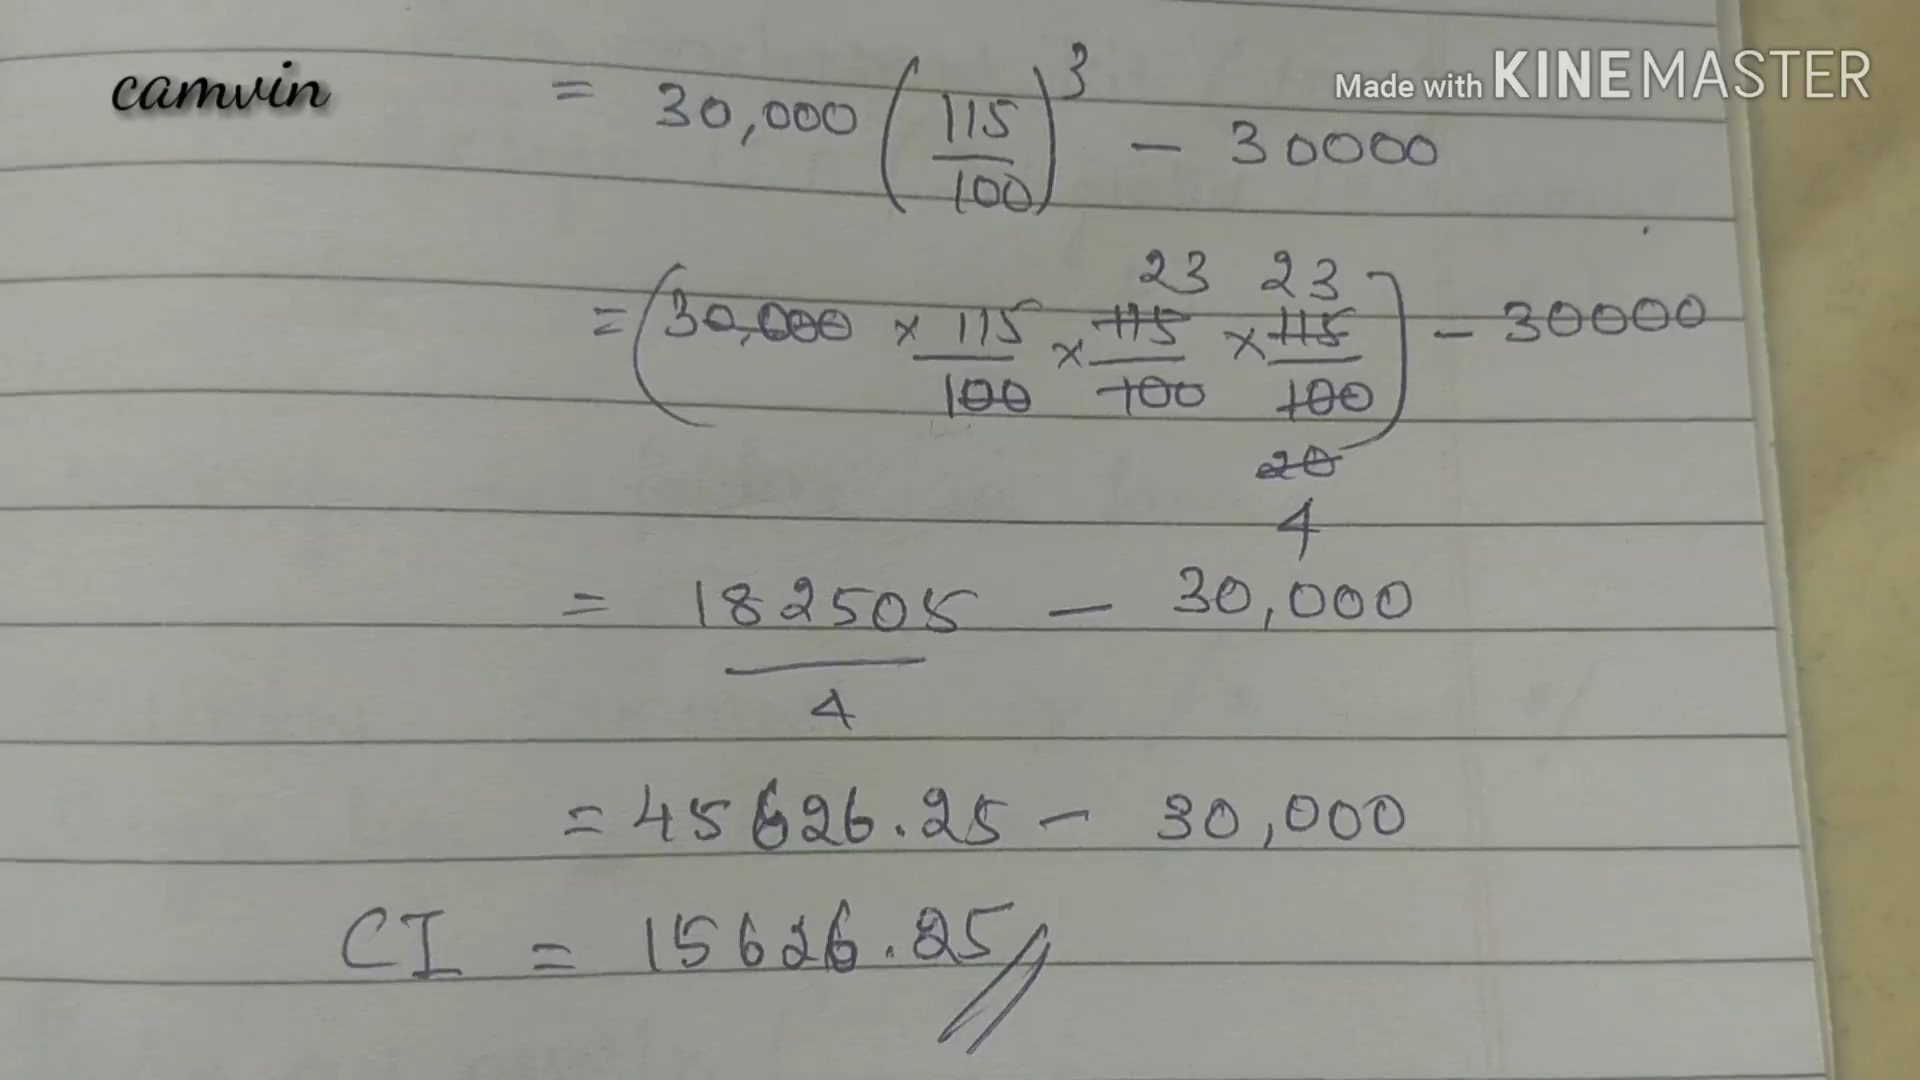 camvin
Made with KINEMASTER
= 30,000 (115/100)^3 - 30000
23 23
= (30,000 × 115/100 × 115/100 × 115/100) - 30000
20
4
= 182505/4 - 30,000
= 45626.25 - 30,000
CI = 15626.25